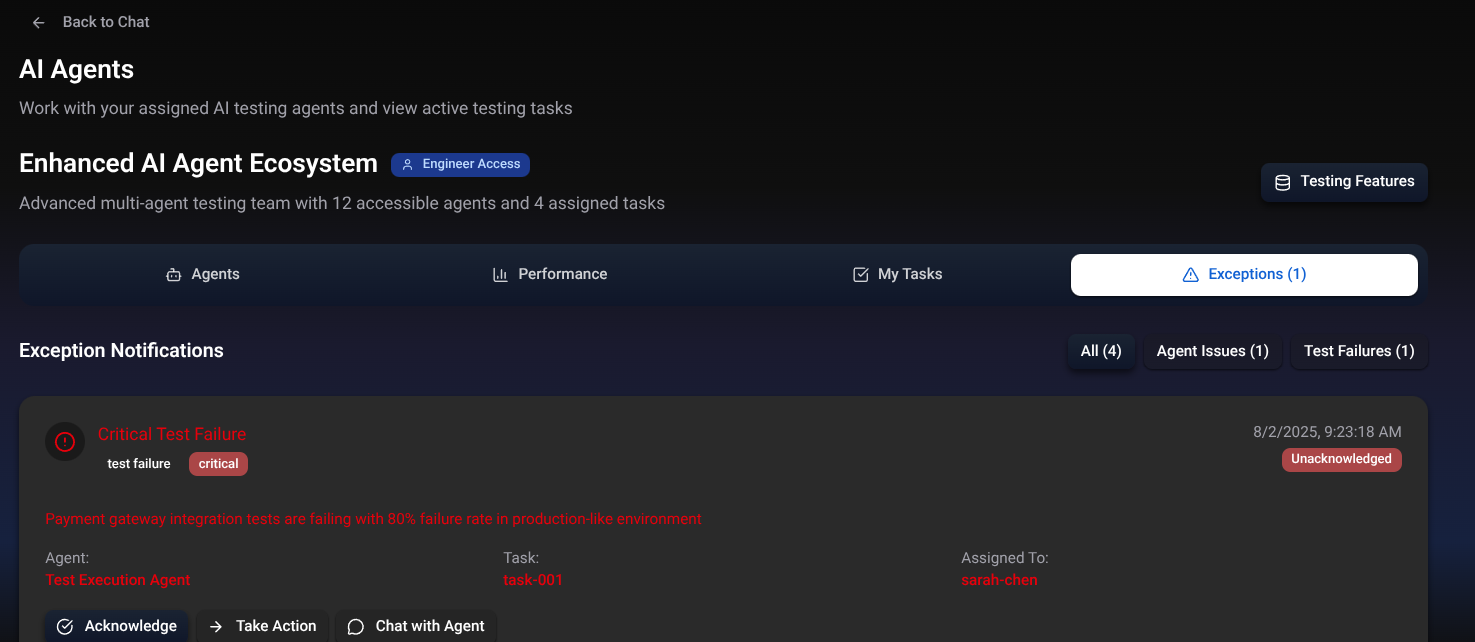 Back to Chat
AI Agents
Work with your assigned AI testing agents and view active testing tasks
Enhanced AI Agent Ecosystem
Engineer Access
Testing Features
Advanced multi-agent testing team with 12 accessible agents and 4 assigned tasks
Agents
Performance
My Tasks
Exceptions (1)
Exception Notifications
All (4)
Agent Issues (1)
Test Failures (1)
Critical Test Failure
8/2/2025, 9:23:18 AM
test failure
critical
Unacknowledged
Payment gateway integration tests are failing with 80% failure rate in production-like environment
Agent:
Test Execution Agent
Task:
task-001
Assigned To:
sarah-chen
Acknowledge
Take Action
Chat with Agent